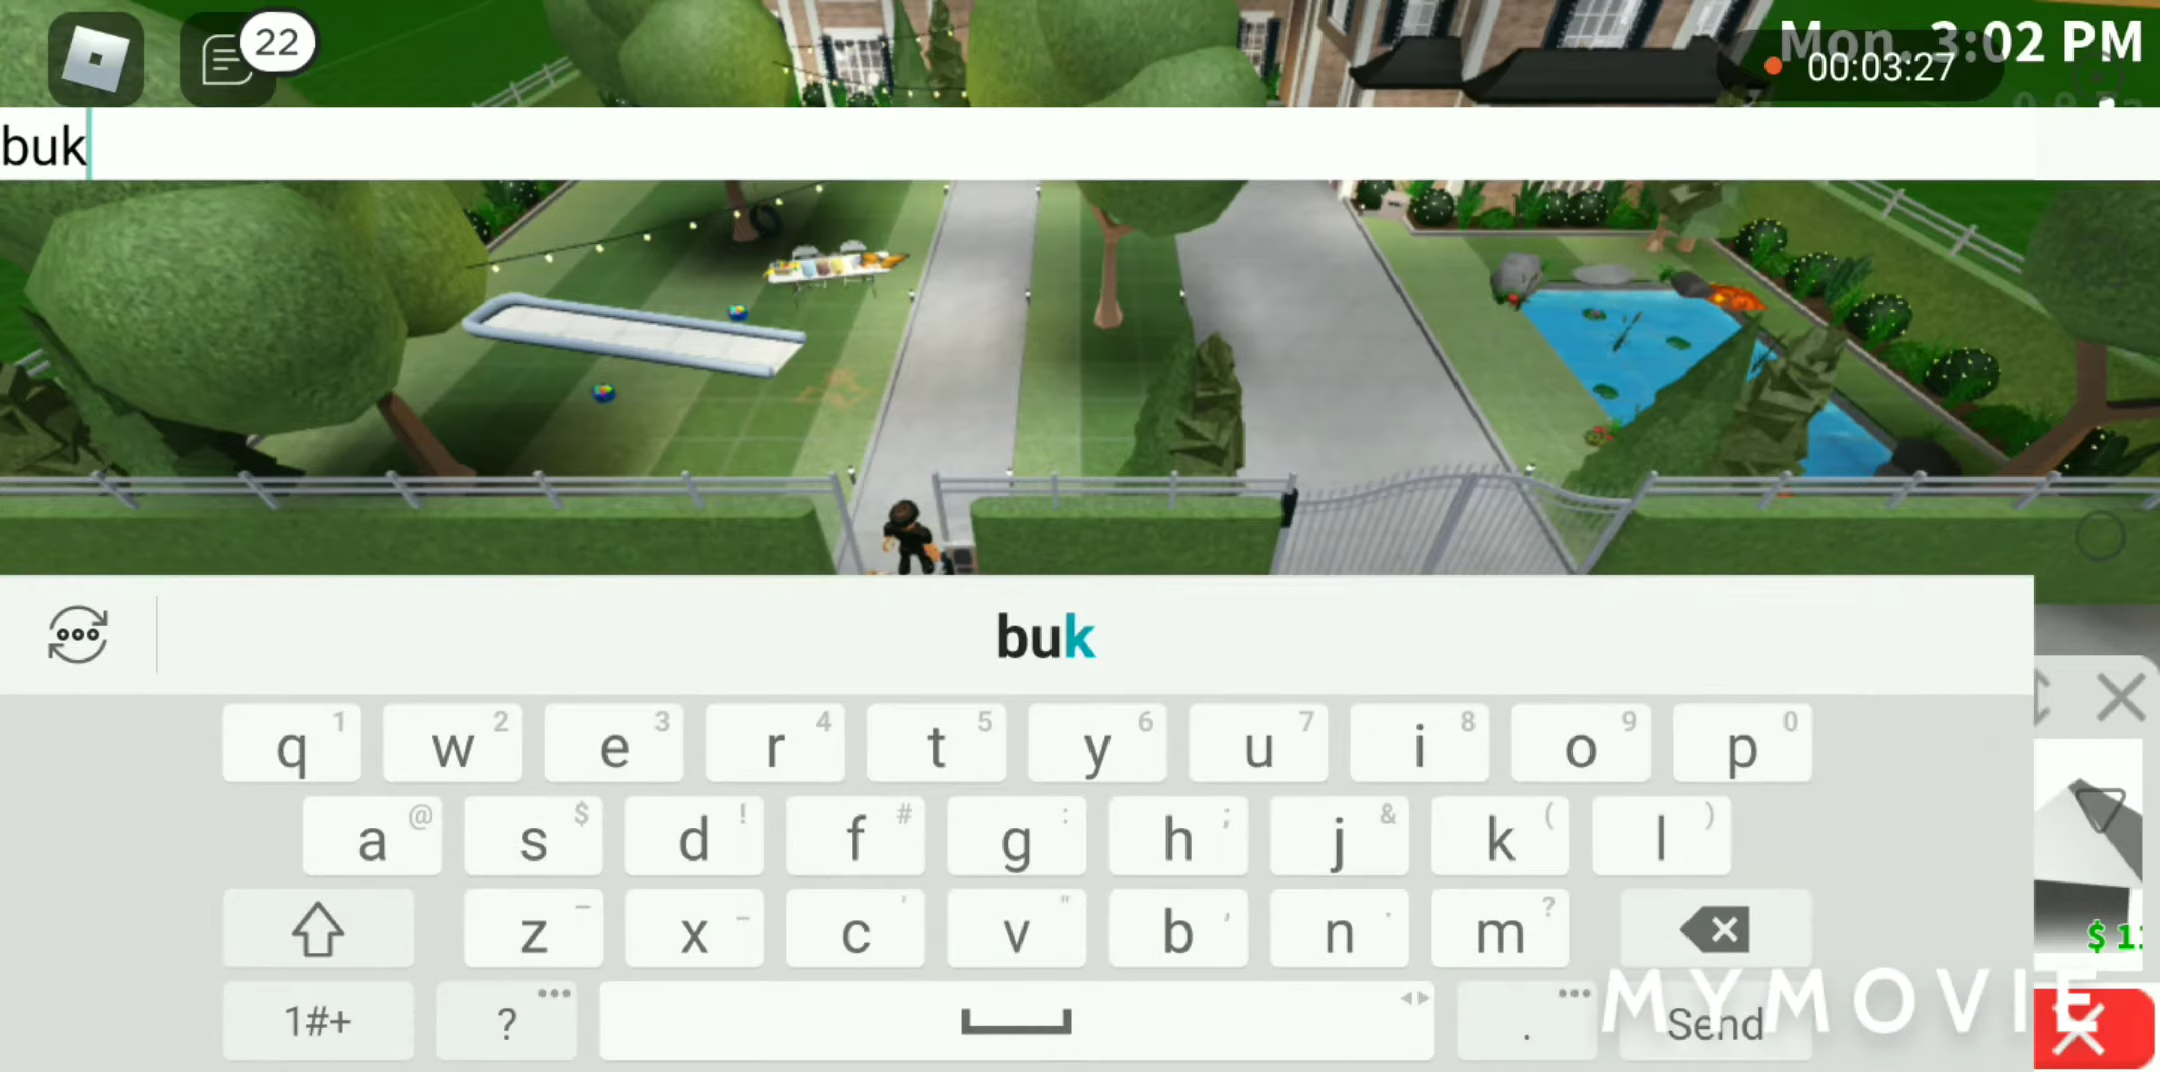 22
Mon. 3:02 PM
00:03:27
buk
buk
q 1 w 2 e 3 r 4 t 5 y 6 u 7 i 8 o 9 p 0
a @ s $ d ! f # g : h ; j & k ( l )
z – x _ c ' v " b , n . m ?
1#+ ? . Send
MYMOVIE